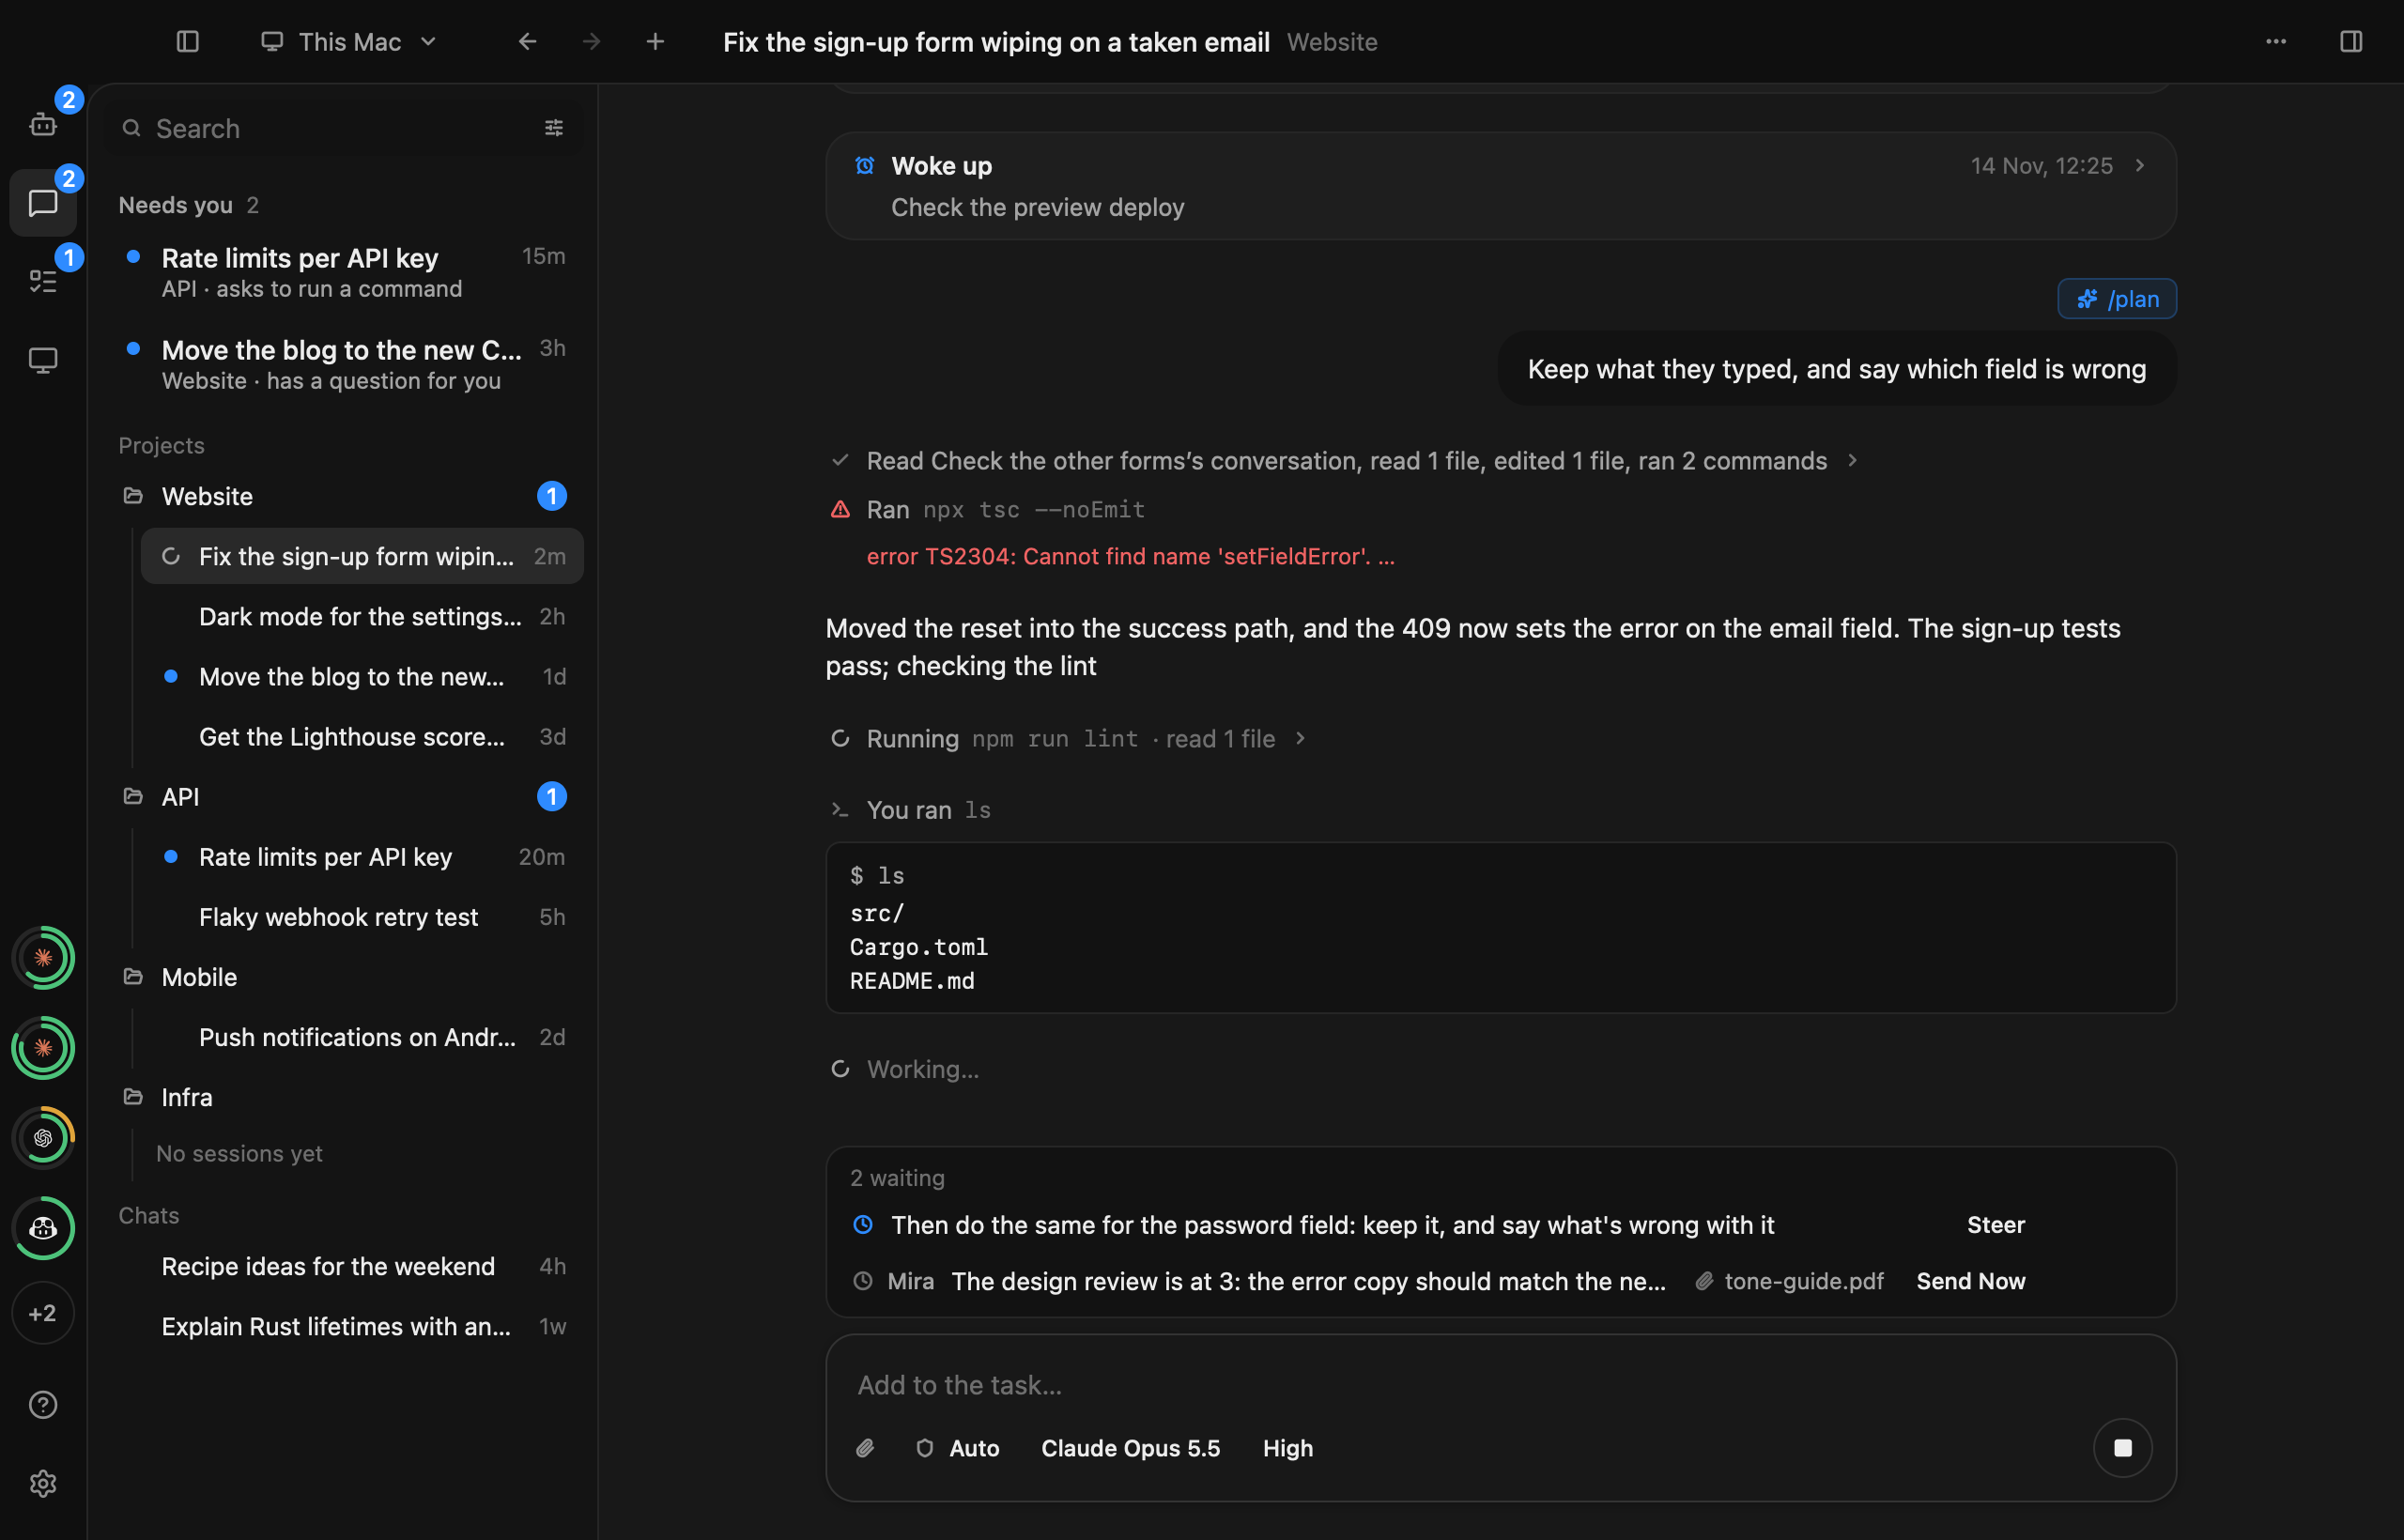 This Mac
Fix the sign-up form wiping on a taken email Website
2
2
1
Search
Needs you 2
Rate limits per API key 15m
API · asks to run a command
Move the blog to the new C... 3h
Website · has a question for you
Projects
Website 1
Fix the sign-up form wipin... 2m
Dark mode for the settings... 2h
Move the blog to the new... 1d
Get the Lighthouse score... 3d
API 1
Rate limits per API key 20m
Flaky webhook retry test 5h
Mobile
Push notifications on Andr... 2d
Infra
No sessions yet
Chats
Recipe ideas for the weekend 4h
Explain Rust lifetimes with an... 1w
+2
Woke up 14 Nov, 12:25
Check the preview deploy
/plan
Keep what they typed, and say which field is wrong
Read Check the other forms’s conversation, read 1 file, edited 1 file, ran 2 commands
Ran npx tsc --noEmit
error TS2304: Cannot find name 'setFieldError'. ...
Moved the reset into the success path, and the 409 now sets the error on the email field. The sign-up tests
pass; checking the lint
Running npm run lint · read 1 file
You ran ls
$ ls
src/
Cargo.toml
README.md
Working...
2 waiting
Then do the same for the password field: keep it, and say what's wrong with it Steer
Mira The design review is at 3: the error copy should match the ne... tone-guide.pdf Send Now
Add to the task...
Auto Claude Opus 5.5 High